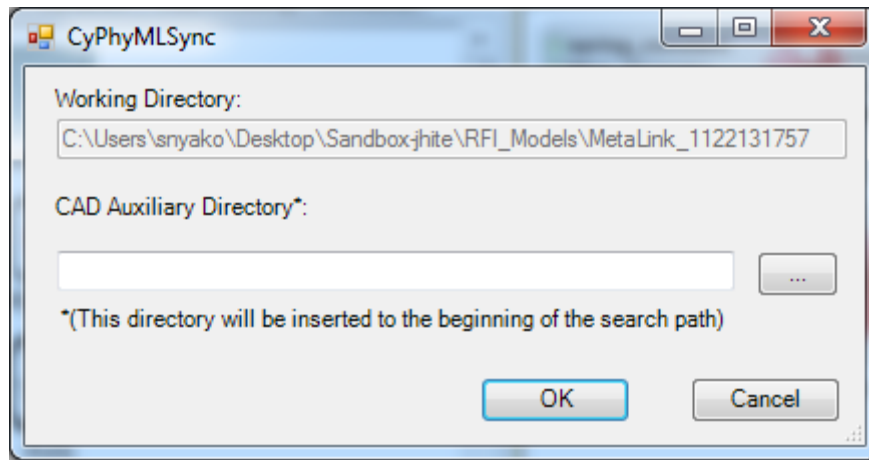 CyPhyMLSync
Working Directory:
C:\Users\snyako\Desktop\Sandbox-jhite\RFI_Models\MetaLink_1122131757
CAD Auxiliary Directory*:
...
*(This directory will be inserted to the beginning of the search path)
OK Cancel